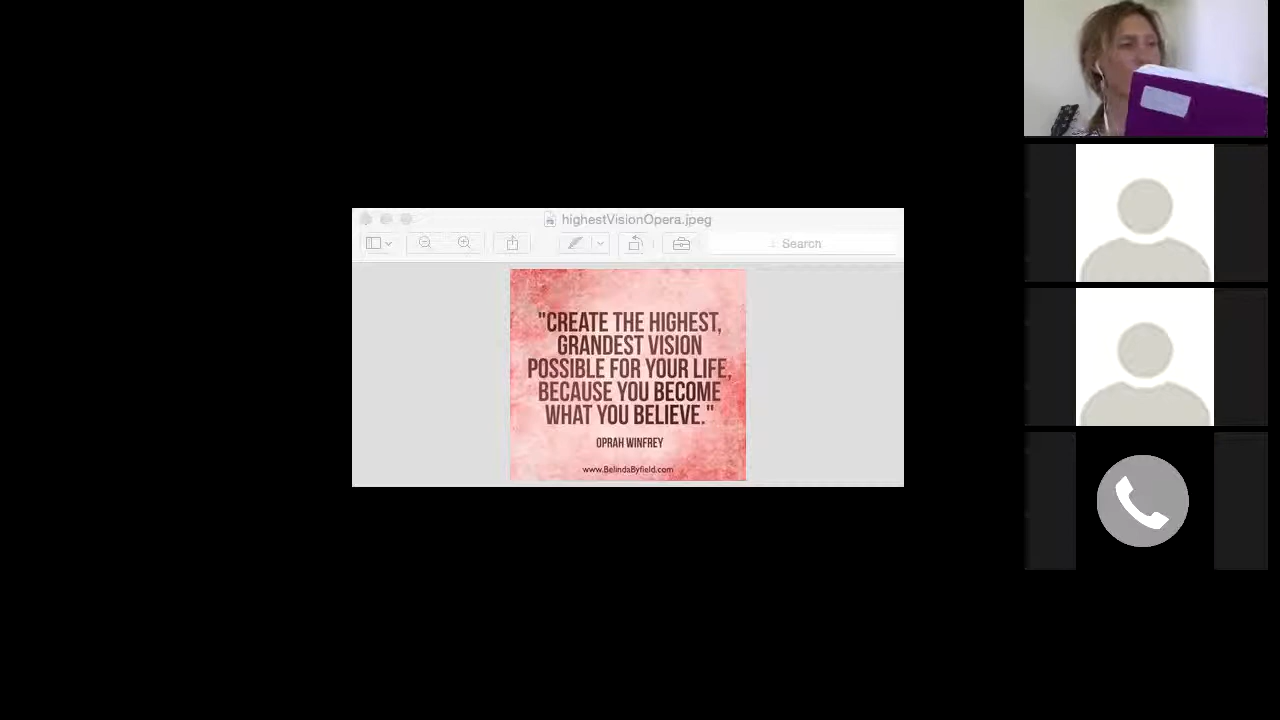 highestVisionOpera.jpeg
Search
"CREATE THE HIGHEST,
GRANDEST VISION
POSSIBLE FOR YOUR LIFE,
BECAUSE YOU BECOME
WHAT YOU BELIEVE."
OPRAH WINFREY
www.BelindaByfield.com